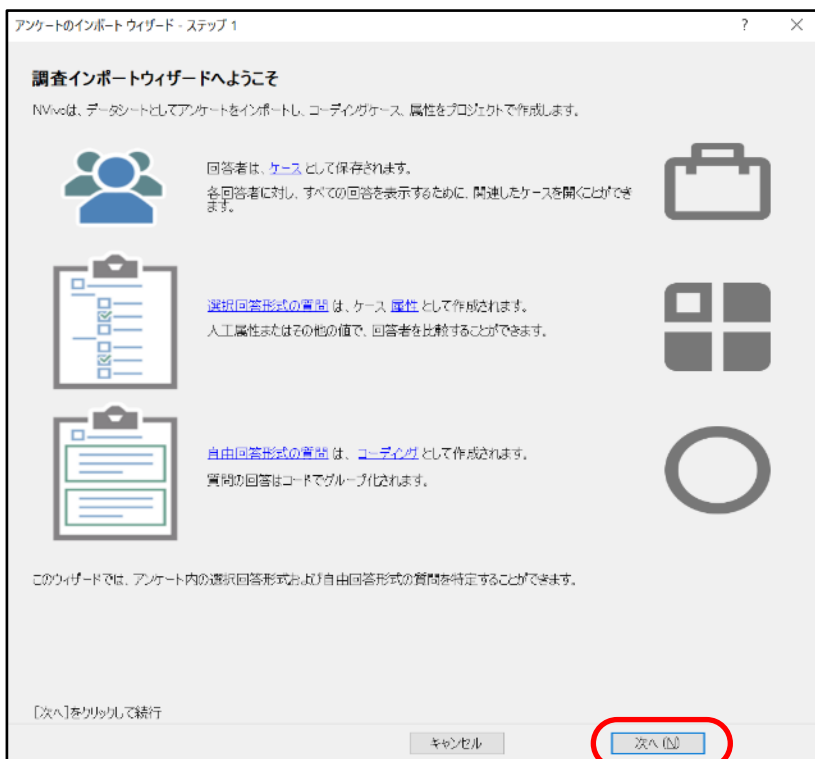 アンケートのインポート ウィザード - ステップ 1
? ×
調査インポートウィザードへようこそ
NVivoは、データシートとしてアンケートをインポートし、コーディングケース、属性をプロジェクトで作成します。
回答者は、ケース として保存されます。
各回答者に対し、すべての回答を表示するために、関連したケースを開くことができ
ます。
選択回答形式の質問 は、ケース 属性 として作成されます。
人工属性またはその他の値で、回答者を比較することができます。
自由回答形式の質問 は、コーディング として作成されます。
質問の回答はコードでグループ化されます。
このウィザードでは、アンケート内の選択回答形式および自由回答形式の質問を特定することができます。
[次へ]をクリックして続行
キャンセル
次へ (N)